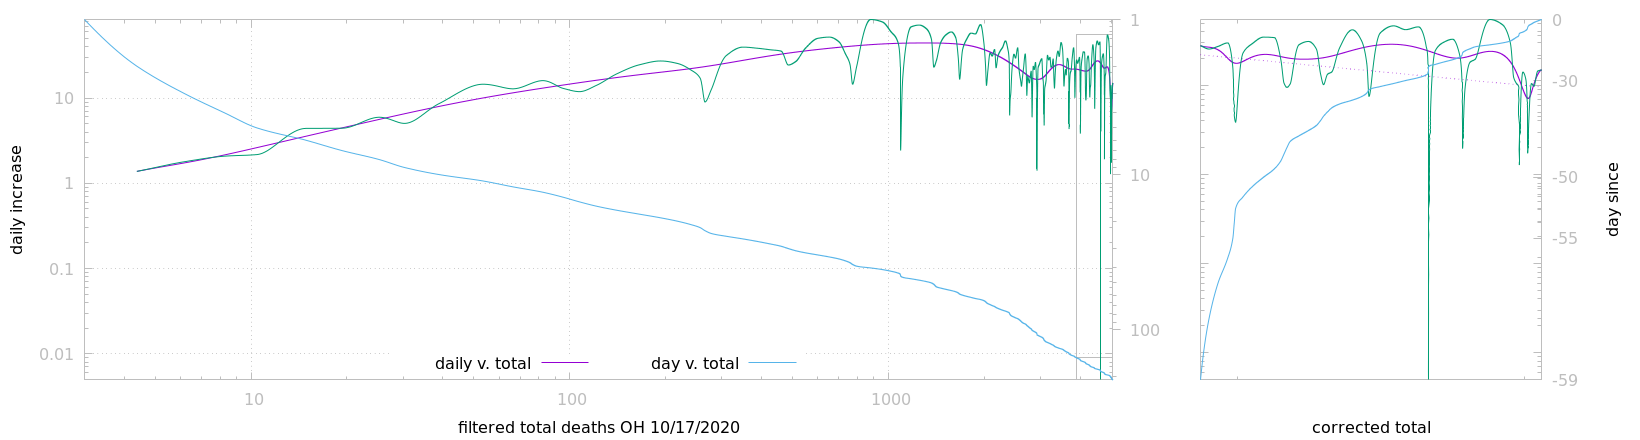 daily increase
10
1
0.1
0.01
daily v. total
day v. total
10
100
1000
filtered total deaths OH 10/17/2020
1
10
100
0
-30
-50
-55
-59
day since
corrected total